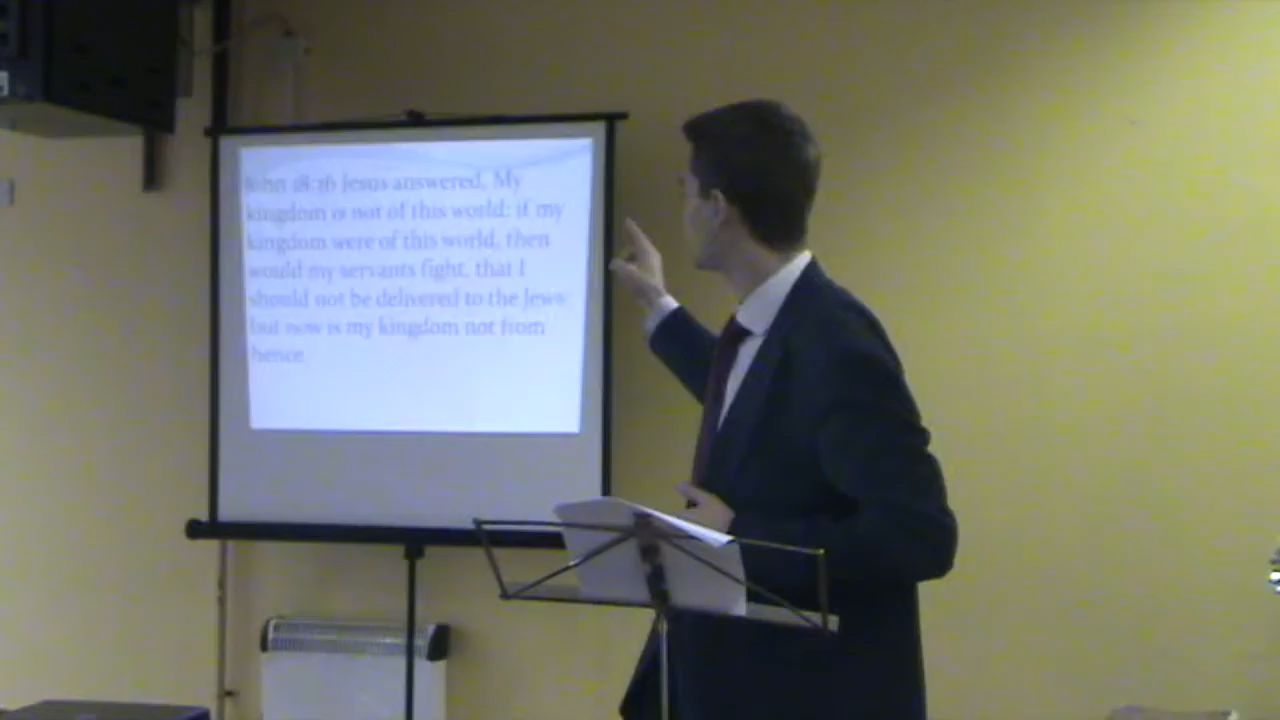 John 18:36 Jesus answered, My
kingdom is not of this world: if my
kingdom were of this world, then
would my servants fight, that I
should not be delivered to the Jews:
but now is my kingdom not from
hence.